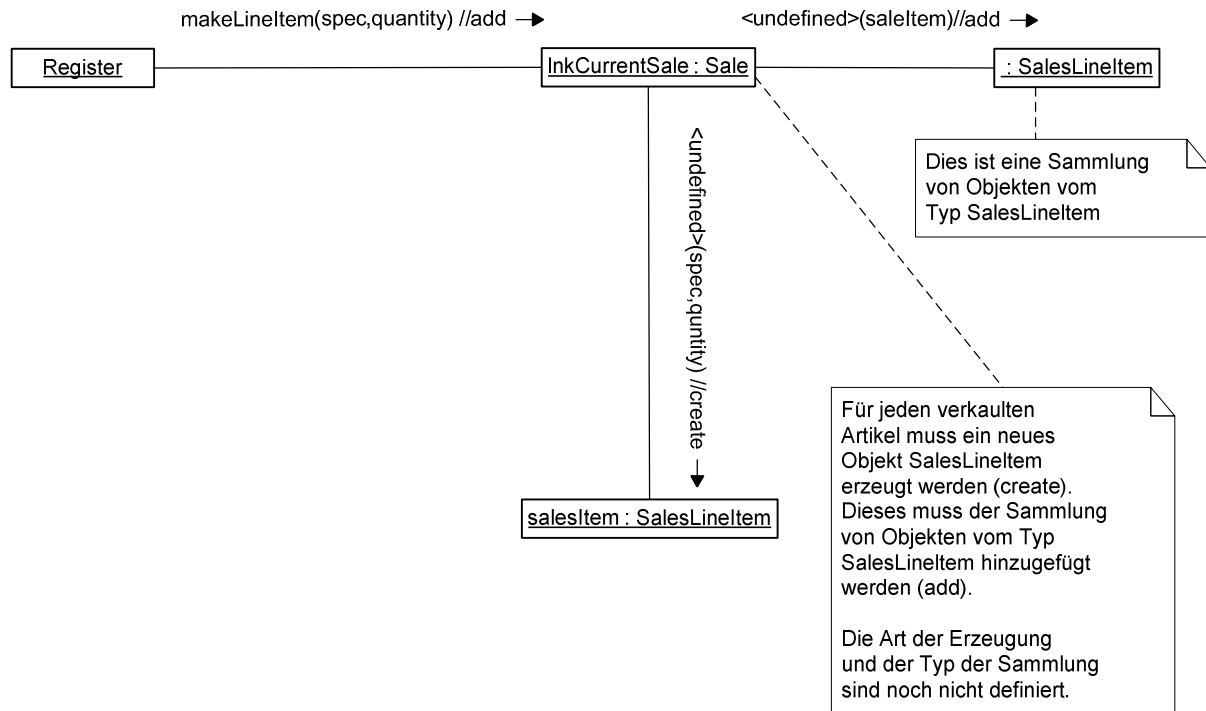 makeLineItem(spec,quantity) //add
<undefined>(saleItem)//add
Register
lnkCurrentSale : Sale
: SalesLineItem
<undefined>(spec,quntity) //create
Dies ist eine Sammlung
von Objekten vom
Typ SalesLineItem
salesItem : SalesLineItem
Für jeden verkaulten
Artikel muss ein neues
Objekt SalesLineItem
erzeugt werden (create).
Dieses muss der Sammlung
von Objekten vom Typ
SalesLineItem hinzugefügt
werden (add).
Die Art der Erzeugung
und der Typ der Sammlung
sind noch nicht definiert.